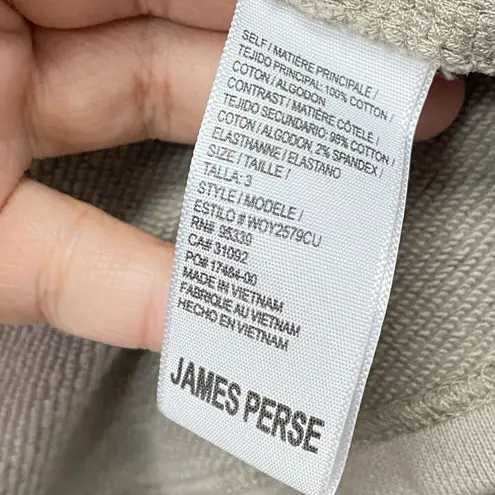 SELF / MATIÈRE PRINCIPALE /
TEJIDO PRINCIPAL: 100% COTTON /
COTON / ALGODON
CONTRAST / MATIÈRE CÔTELÉ /
TEJIDO SECUNDARIO: 98% COTTON /
COTON / ALGODON, 2% SPANDEX /
ELASTHANNE / ELASTANO
SIZE / TAILLE /
TALLA: 3
STYLE / MODELE /
ESTILO # WOY2579CU
RN# 95339
CA# 31092
PO# 17484-00
MADE IN VIETNAM
FABRIQUE AU VIETNAM
HECHO EN VIETNAM
JAMES PERSE